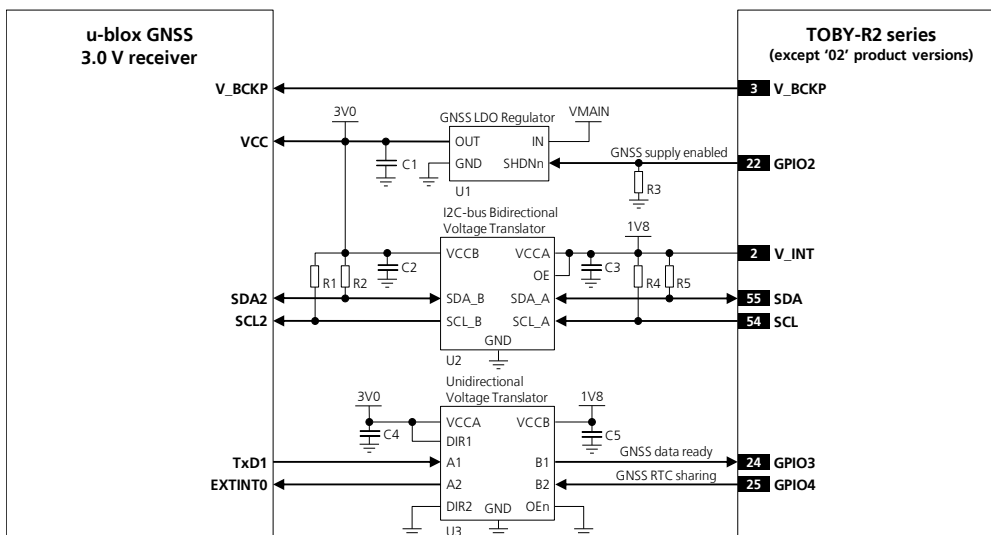 u-blox GNSS
3.0 V receiver
TOBY-R2 series
(except ‘02’ product versions)
V_BCKP
3 V_BCKP
3V0
GNSS LDO Regulator
VMAIN
VCC
OUT
IN
C1
GND
SHDNn
GNSS supply enabled
22 GPIO2
U1
R3
I2C-bus Bidirectional
Voltage Translator
1V8
VCCB
VCCA
2 V_INT
C2
OE
C3
R1
R2
R4
R5
SDA2
SDA_B
SDA_A
55 SDA
SCL2
SCL_B
SCL_A
54 SCL
GND
U2
Unidirectional
Voltage Translator
3V0
1V8
VCCA
VCCB
C4
DIR1
C5
TxD1
A1
B1
GNSS data ready
24 GPIO3
EXTINT0
A2
B2
GNSS RTC sharing
25 GPIO4
DIR2
GND
OEn
U3